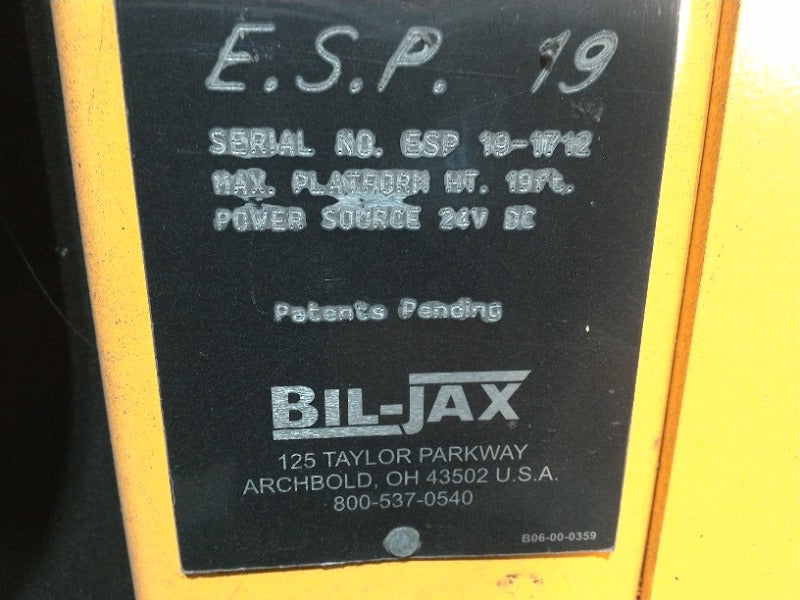 E.S.P. 19
SERIAL NO. ESP 19-1712
MAX. PLATFORM HT. 19Ft.
POWER SOURCE 24V DC
Patents Pending
BIL-JAX®
125 TAYLOR PARKWAY
ARCHBOLD, OH 43502 U.S.A.
800-537-0540
B06-00-0359